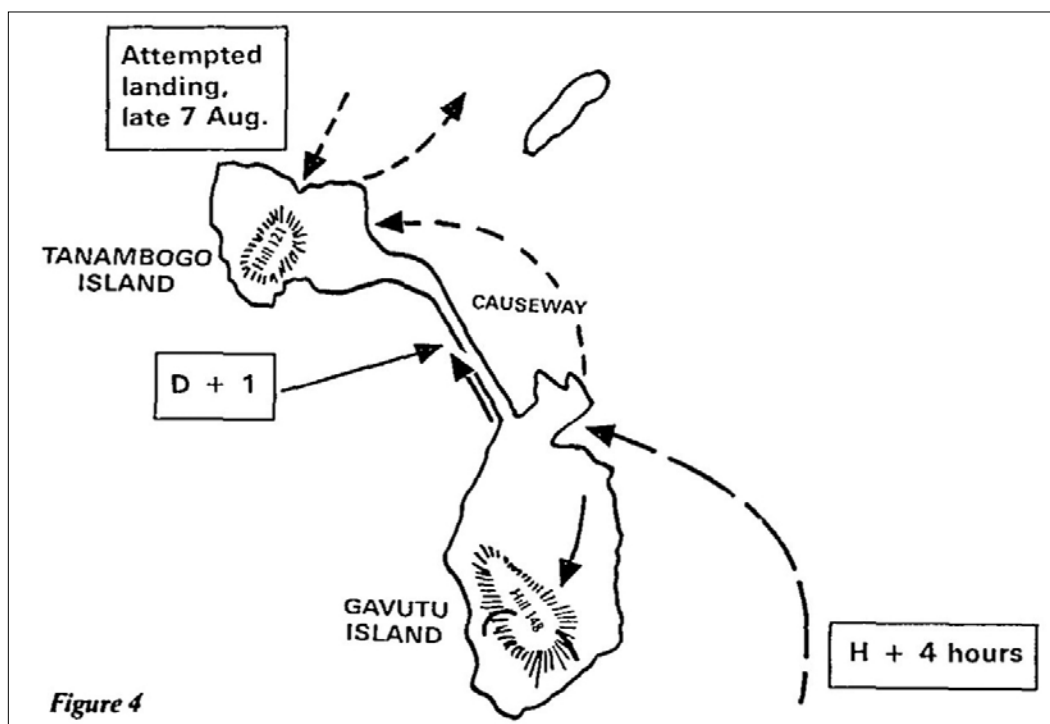 Attempted
landing,
late 7 Aug.
Hill 121
TANAMBOGO
ISLAND
CAUSEWAY
D + 1
Hill 148
GAVUTU
ISLAND
H + 4 hours
Figure 4